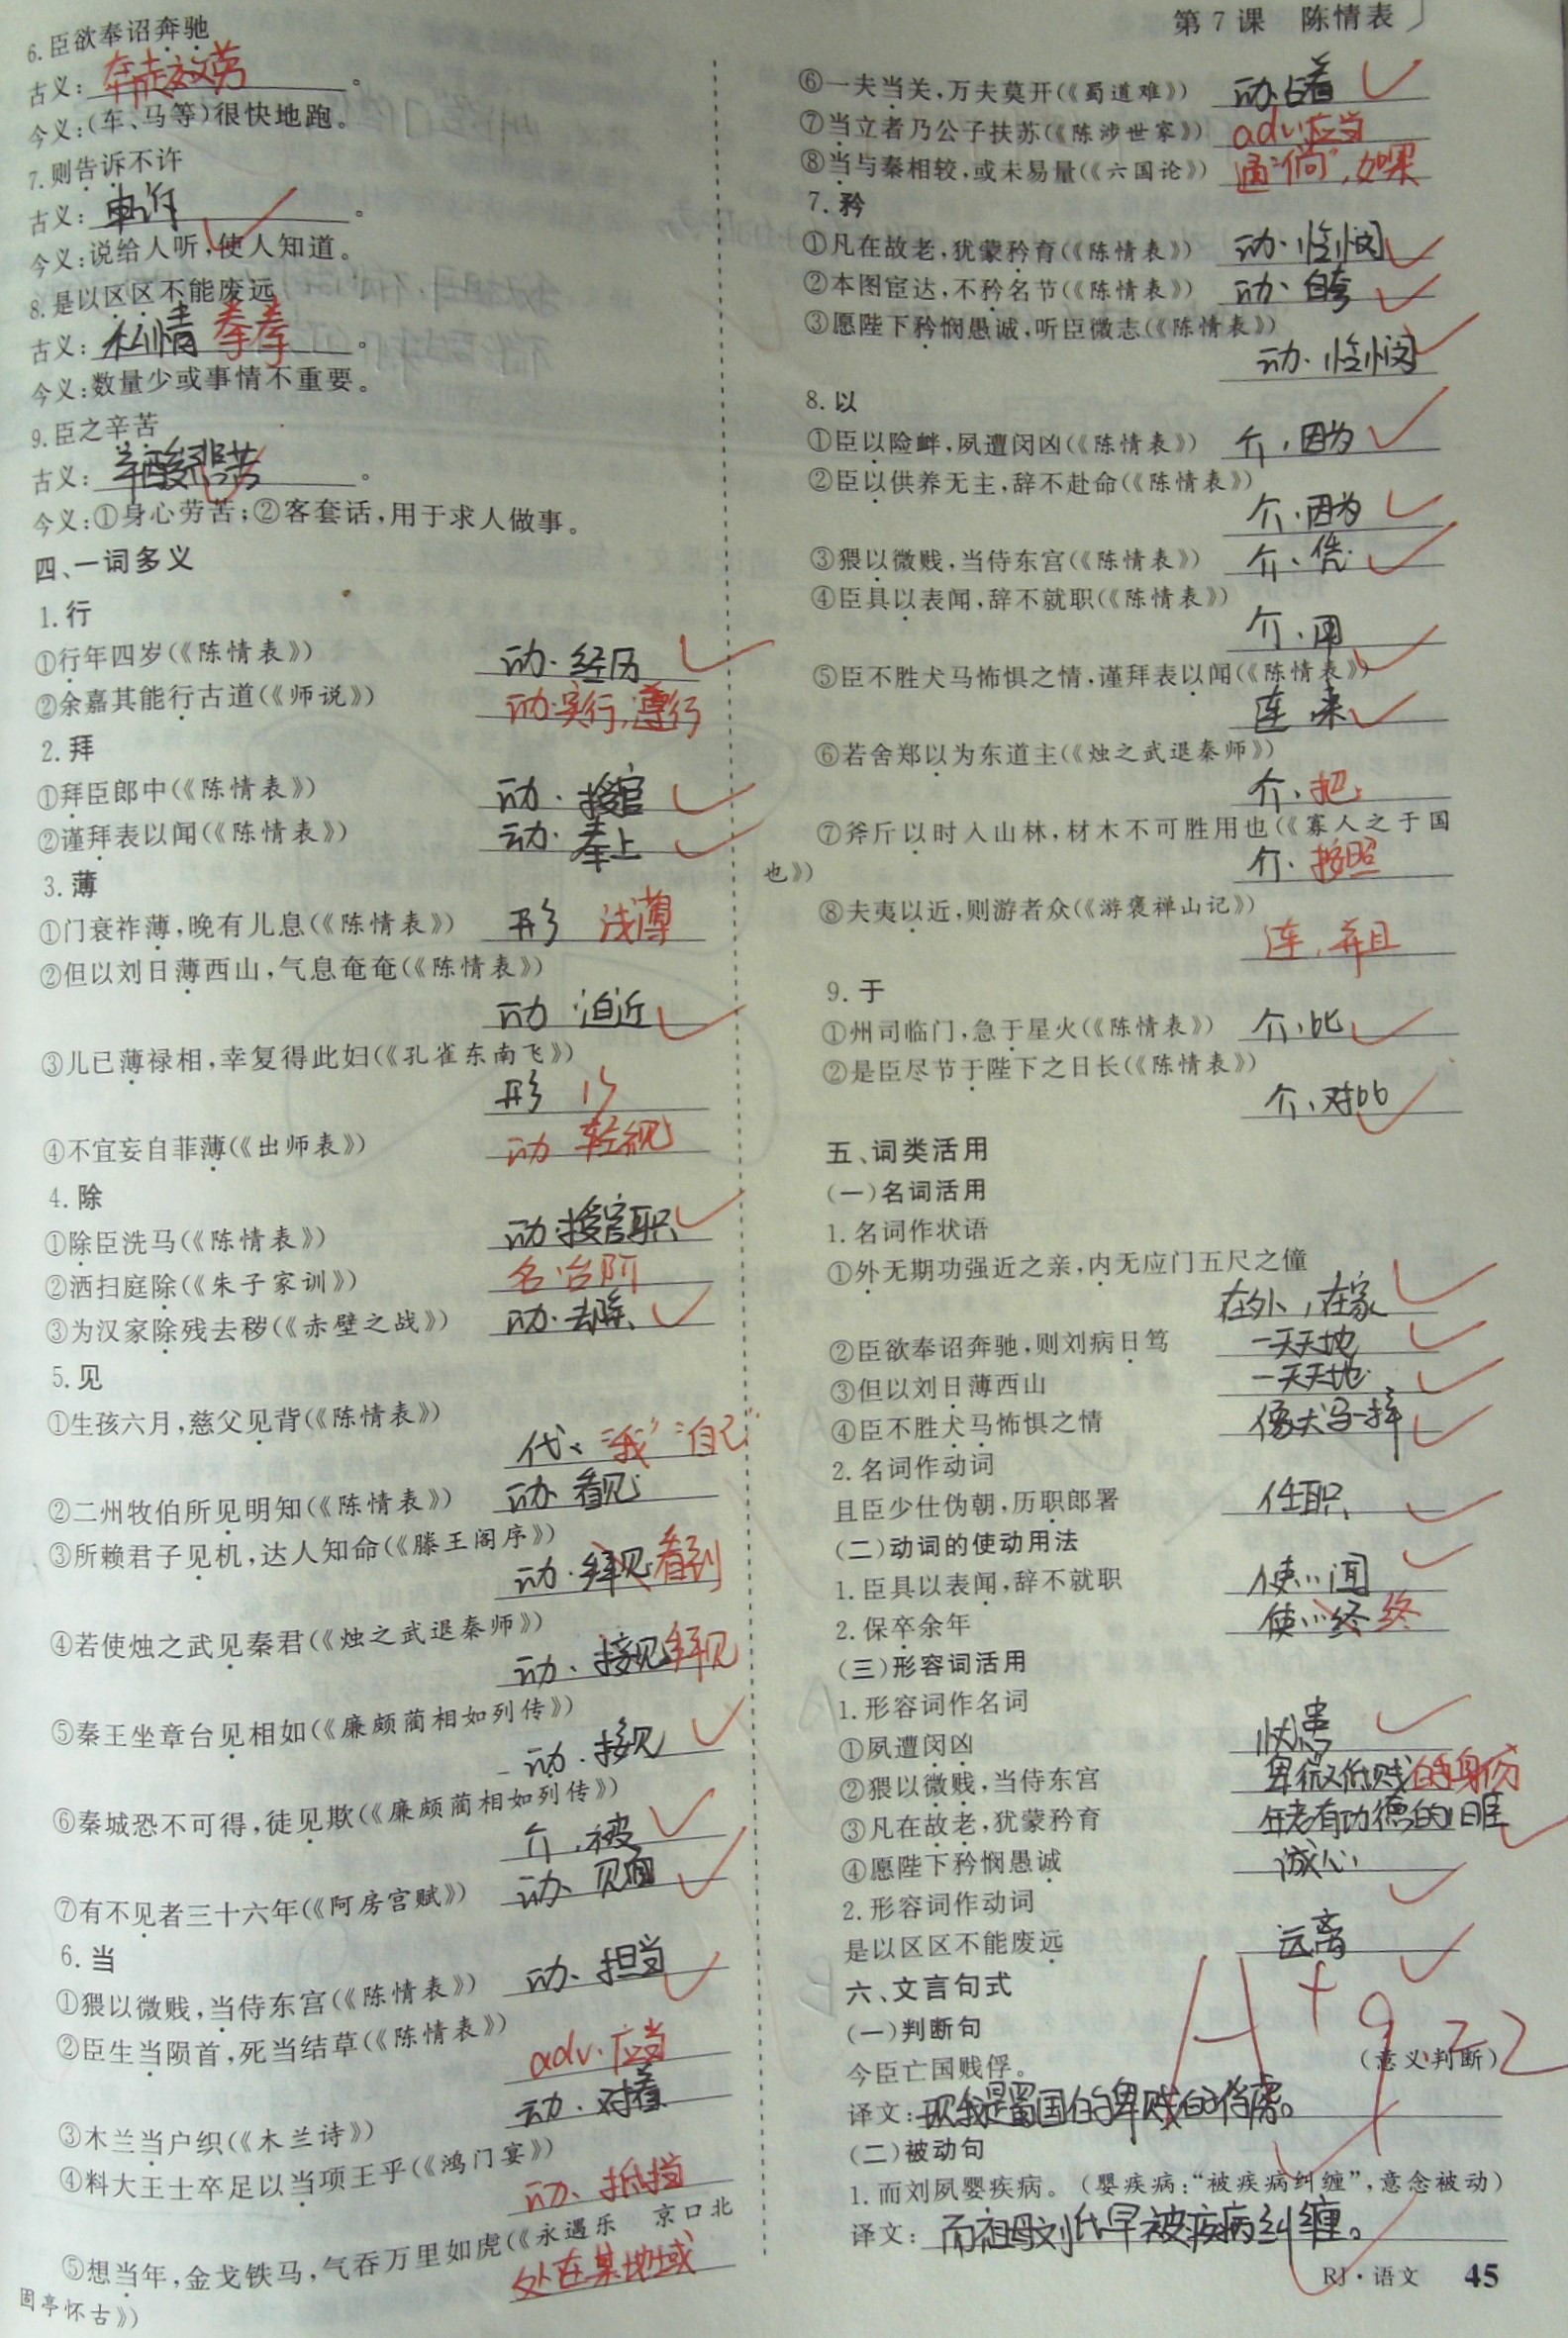 第7课 陈情表
6.臣欲奉诏奔驰
古义:奔走效劳。
今义:(车、马等)很快地跑。
7.则告诉不许
古义:申诉。
今义:说给人听,使人知道。
8.是以区区不能废远
古义:私情 拳拳。
今义:数量少或事情不重要。
9.臣之辛苦
古义:辛酸悲苦。
今义:①身心劳苦;②客套话,用于求人做事。
四、一词多义
1.行
①行年四岁(《陈情表》) 动·经历
②余嘉其能行古道(《师说》) 动·实行,遵行
2.拜
①拜臣郎中(《陈情表》) 动·授官
②谨拜表以闻(《陈情表》) 动·奉上
3.薄
①门衰祚薄,晚有儿息(《陈情表》) 形 浅薄
②但以刘日薄西山,气息奄奄(《陈情表》)
动 迫近
③儿已薄禄相,幸复得此妇(《孔雀东南飞》)
形 少
④不宜妄自菲薄(《出师表》) 动 轻视
4.除
①除臣洗马(《陈情表》) 动·授官职
②洒扫庭除(《朱子家训》) 名·台阶
③为汉家除残去秽(《赤壁之战》) 动·去除
5.见
①生孩六月,慈父见背(《陈情表》)
代、“我”“自己”
②二州牧伯所见明知(《陈情表》) 动·看见
③所赖君子见机,达人知命(《滕王阁序》)
动·拜见 看到
④若使烛之武见秦君(《烛之武退秦师》)
动、接见 拜见
⑤秦王坐章台见相如(《廉颇蔺相如列传》)
动·接见
⑥秦城恐不可得,徒见欺(《廉颇蔺相如列传》)
介,被
⑦有不见者三十六年(《阿房宫赋》) 动、见面
6.当
①猥以微贱,当侍东宫(《陈情表》) 动、担当
②臣生当陨首,死当结草(《陈情表》)
adv·应当
③木兰当户织(《木兰诗》) 动·对着
④料大王士卒足以当项王乎(《鸿门宴》)
动、抵挡
⑤想当年,金戈铁马,气吞万里如虎(《永遇乐 京口北
固亭怀古》) 处在某地域
⑥一夫当关,万夫莫开(《蜀道难》) 动·占着
⑦当立者乃公子扶苏(《陈涉世家》) adv·应当
⑧当与秦相较,或未易量(《六国论》) 通“倘”,如果
7.矜
①凡在故老,犹蒙矜育(《陈情表》) 动·怜悯
②本图宦达,不矜名节(《陈情表》) 动·自夸
③愿陛下矜悯愚诚,听臣微志(《陈情表》)
动·怜悯
8.以
①臣以险衅,夙遭闵凶(《陈情表》) 介,因为
②臣以供养无主,辞不赴命(《陈情表》)
介、因为
③猥以微贱,当侍东宫(《陈情表》) 介、凭
④臣具以表闻,辞不就职(《陈情表》)
介、用
⑤臣不胜犬马怖惧之情,谨拜表以闻(《陈情表》)
连 来
⑥若舍郑以为东道主(《烛之武退秦师》)
介、把
⑦斧斤以时入山林,材木不可胜用也(《寡人之于国
也》) 介·按照
⑧夫夷以近,则游者众(《游褒禅山记》)
连,并且
9.于
①州司临门,急于星火(《陈情表》) 介,比
②是臣尽节于陛下之日长(《陈情表》)
介、对
五、词类活用
(一)名词活用
1.名词作状语
①外无期功强近之亲,内无应门五尺之僮
在外,在家
②臣欲奉诏奔驰,则刘病日笃 一天天地
③但以刘日薄西山 一天天地
④臣不胜犬马怖惧之情 像犬马一样
2.名词作动词
且臣少仕伪朝,历职郎署 任职
(二)动词的使动用法
1.臣具以表闻,辞不就职 使…闻
2.保卒余年 使…终 终
(三)形容词活用
1.形容词作名词
①夙遭闵凶 忧患
②猥以微贱,当侍东宫 卑微低贱的身份
③凡在故老,犹蒙矜育 年老有功德的旧臣
④愿陛下矜悯愚诚 诚心
2.形容词作动词
是以区区不能废远 远离
六、文言句式
(一)判断句
今臣亡国贱俘。 (意义判断)
A+ 9.22
译文:现我是蜀国的卑贱的俘虏。
(二)被动句
1.而刘夙婴疾病。(婴疾病:“被疾病纠缠”,意念被动)
译文:而祖母刘氏早被疾病纠缠。
RJ·语文 45